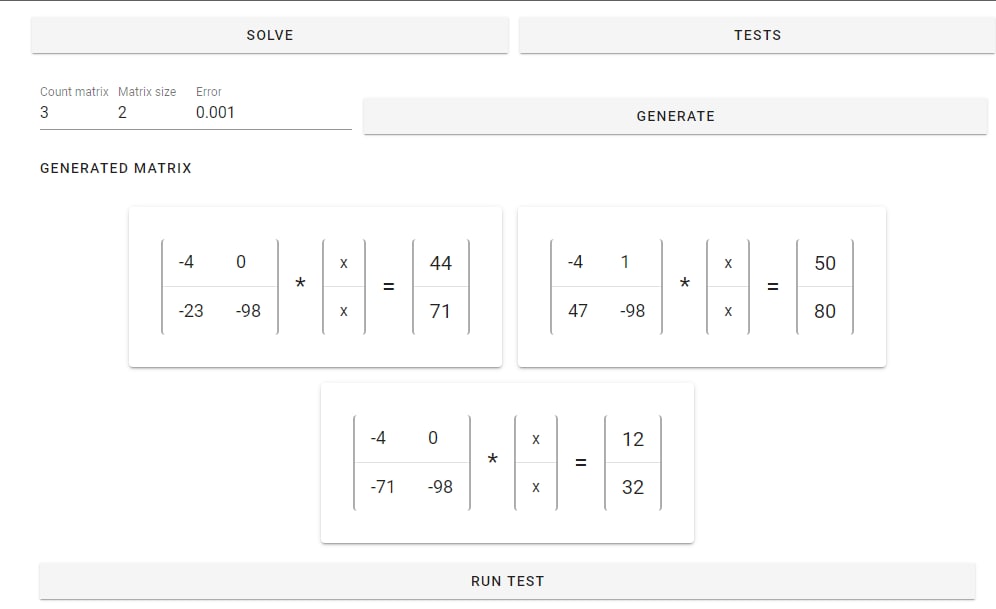 SOLVE TESTS
Count matrix Matrix size Error
3 2 0.001
GENERATE
GENERATED MATRIX
-4 0 x 44
* =
-23 -98 x 71
-4 1 x 50
* =
47 -98 x 80
-4 0 x 12
* =
-71 -98 x 32
RUN TEST